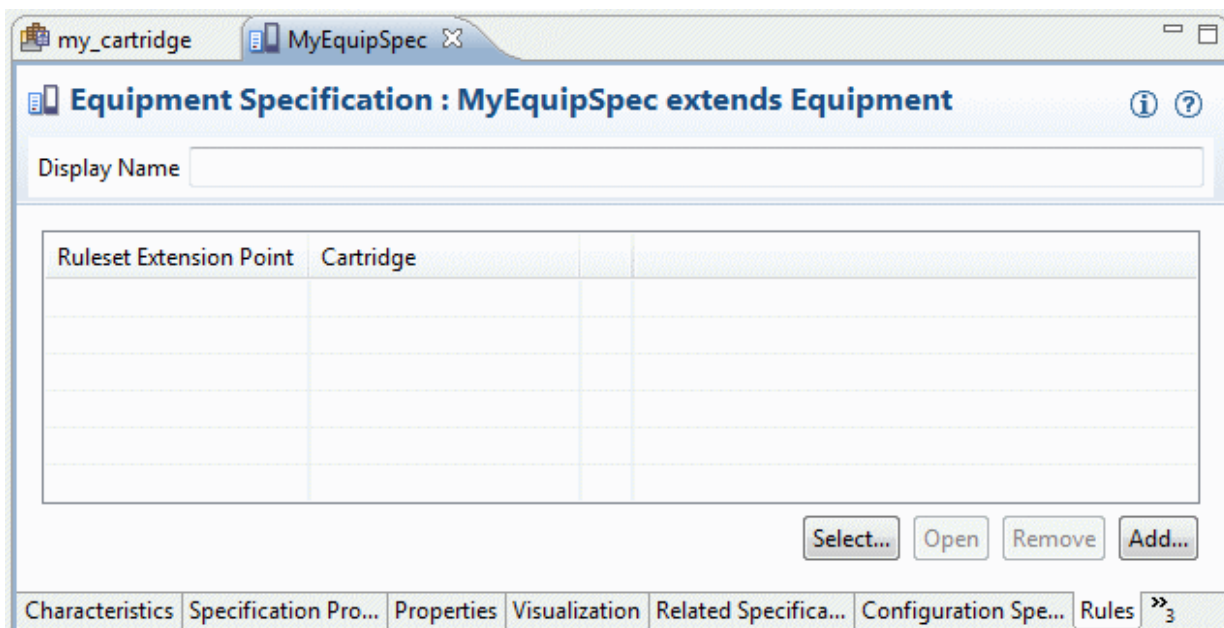 my_cartridge MyEquipSpec
Equipment Specification : MyEquipSpec extends Equipment
Display Name
Ruleset Extension Point Cartridge
Select... Open Remove Add...
Characteristics Specification Pro... Properties Visualization Related Specifica... Configuration Spe... Rules »3